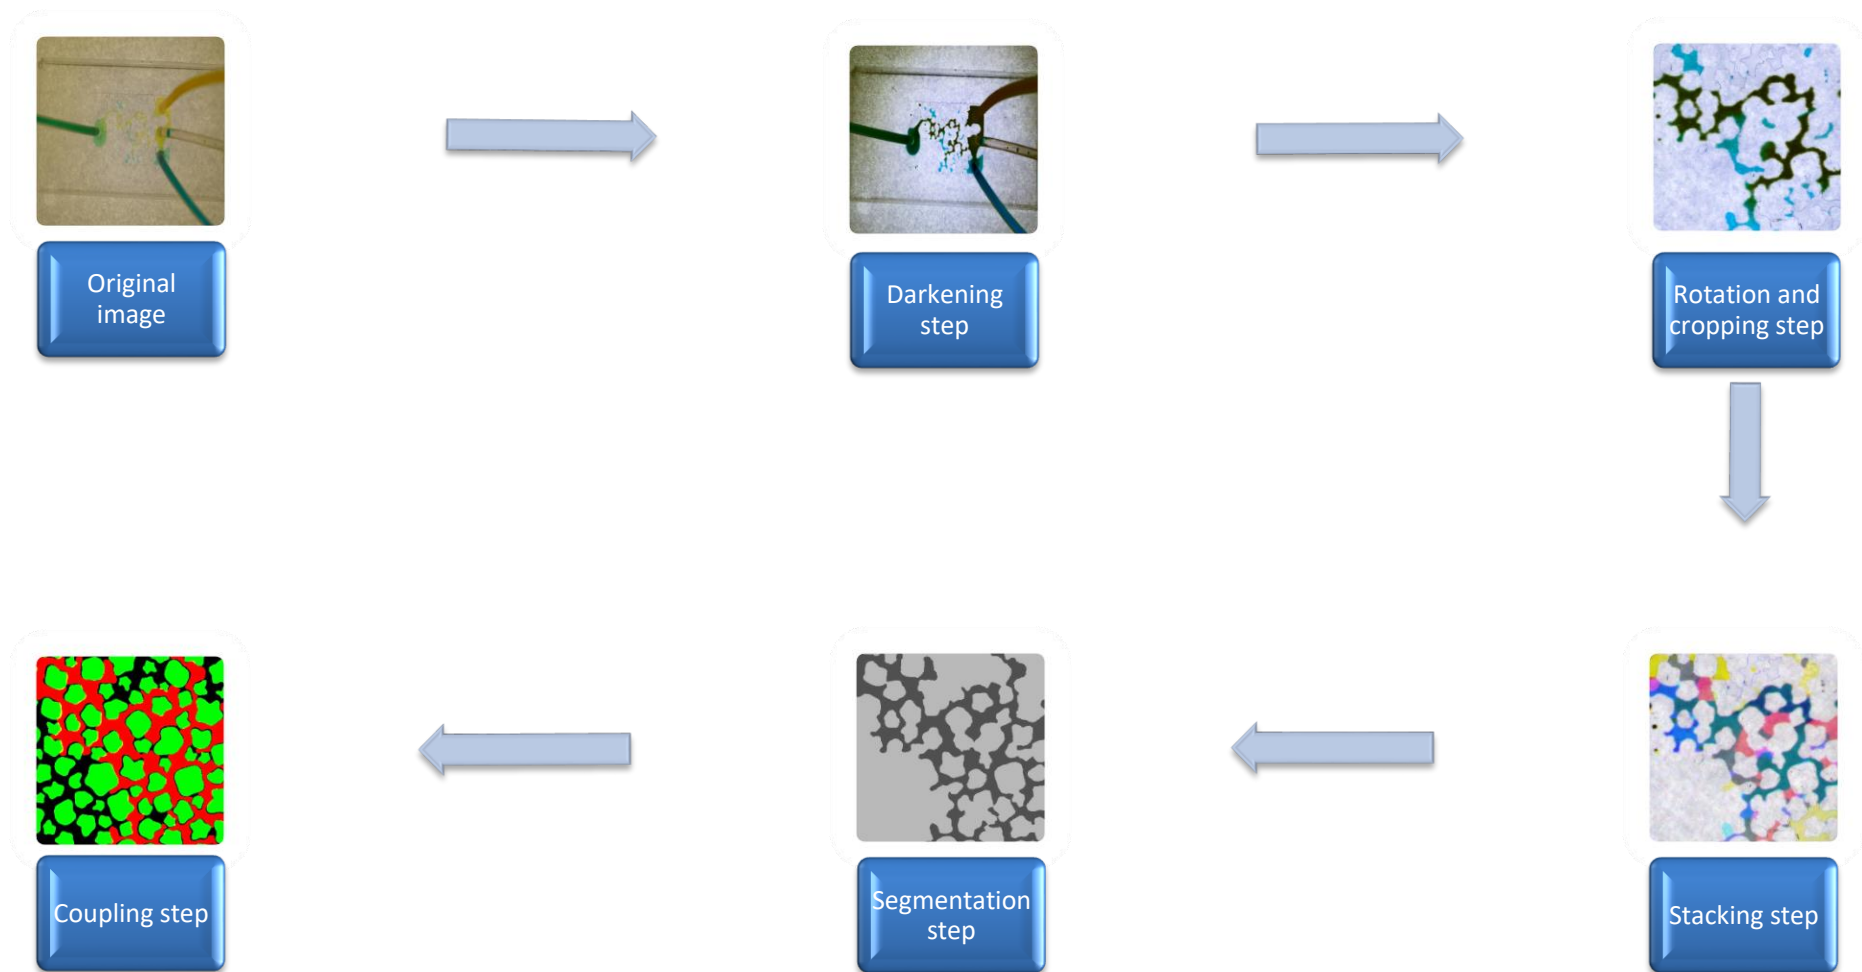 Original
image
Darkening
step
Rotation and
cropping step
Coupling step
Segmentation
step
Stacking step